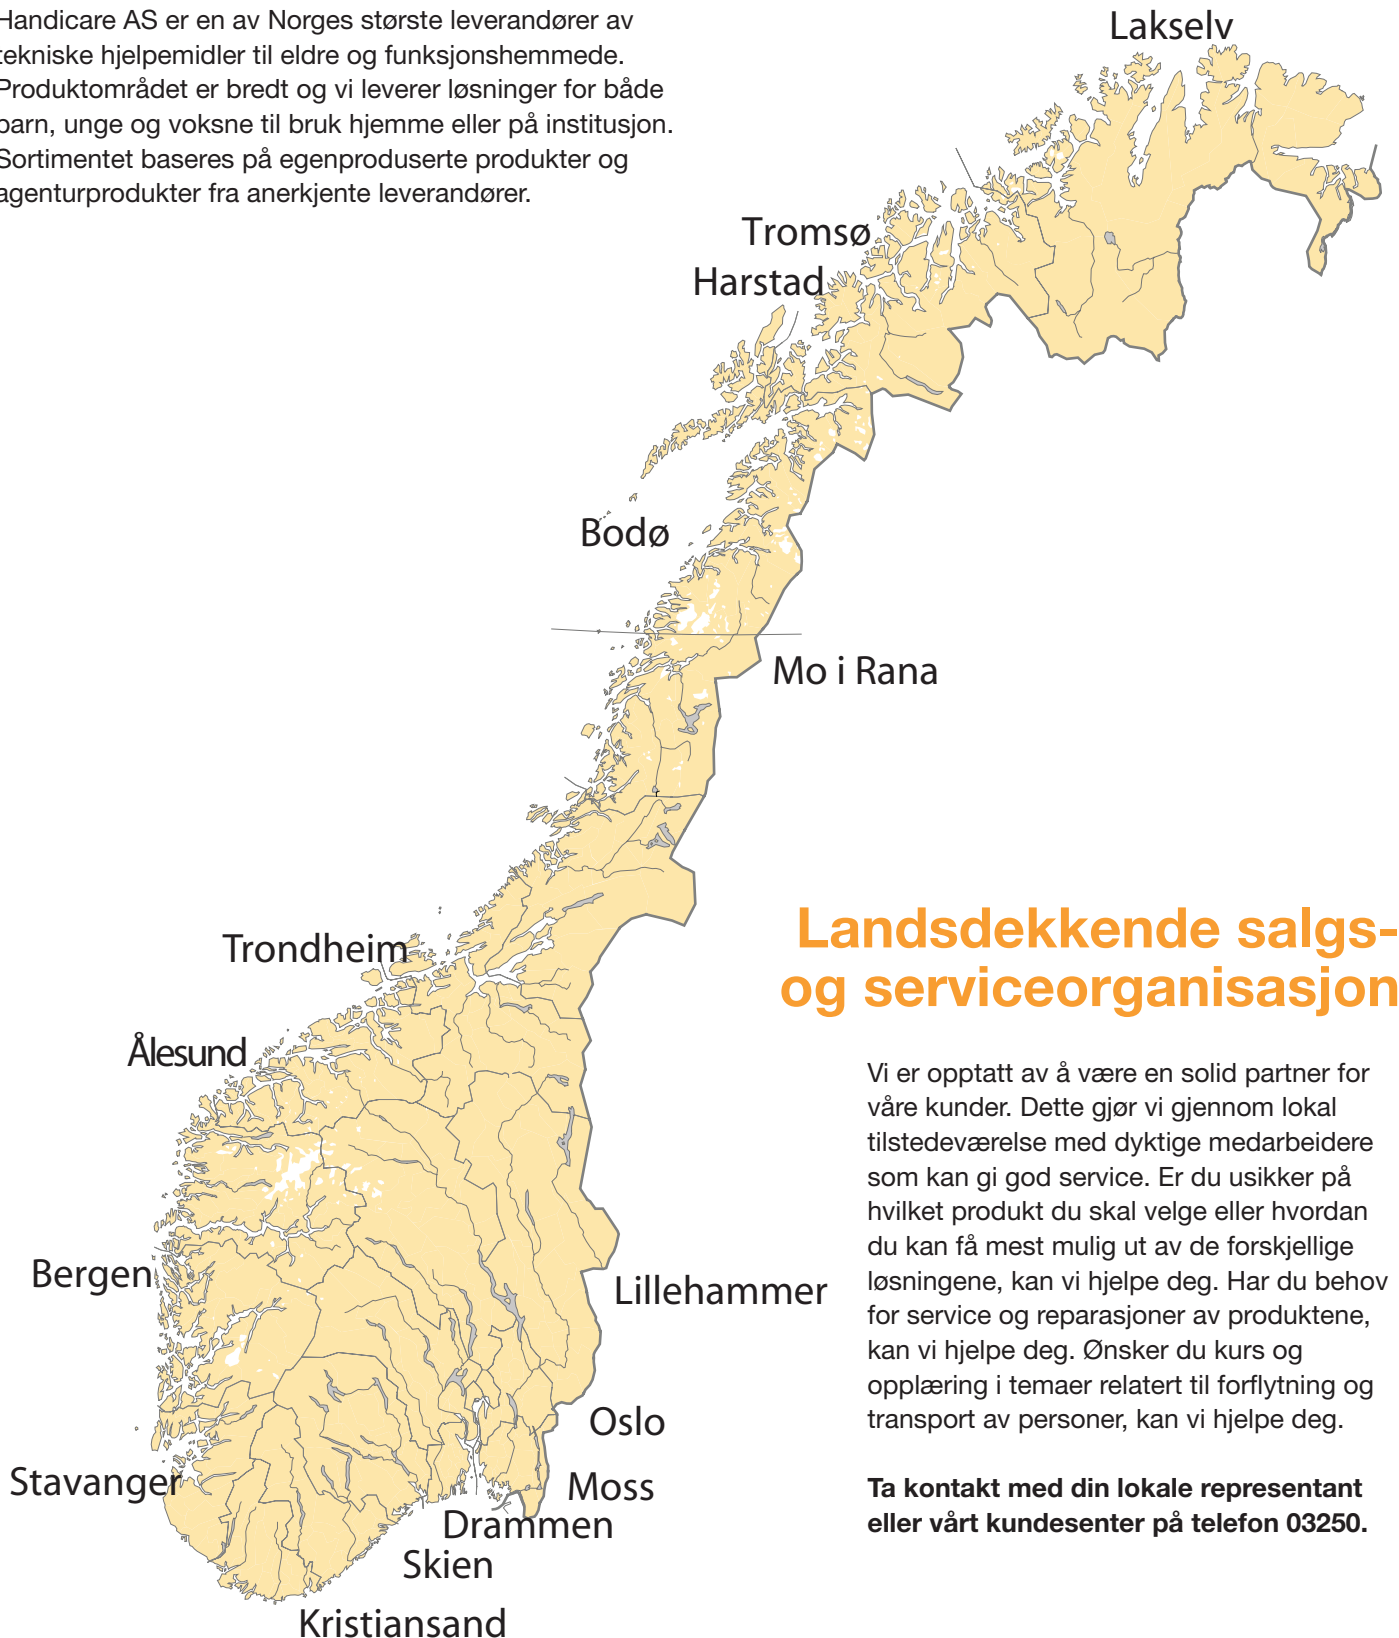 Handicare AS er en av Norges største leverandører av
tekniske hjelpemidler til eldre og funksjonshemmede.
Produktområdet er bredt og vi leverer løsninger for både
barn, unge og voksne til bruk hjemme eller på institusjon.
Sortimentet baseres på egenproduserte produkter og
agenturprodukter fra anerkjente leverandører.
Lakselv
Tromsø
Harstad
Bodø
Mo i Rana
Trondheim
Ålesund
Bergen
Lillehammer
Oslo
Stavanger
Moss
Drammen
Skien
Kristiansand
Landsdekkende salgs-
og serviceorganisasjon
Vi er opptatt av å være en solid partner for
våre kunder. Dette gjør vi gjennom lokal
tilstedeværelse med dyktige medarbeidere
som kan gi god service. Er du usikker på
hvilket produkt du skal velge eller hvordan
du kan få mest mulig ut av de forskjellige
løsningene, kan vi hjelpe deg. Har du behov
for service og reparasjoner av produktene,
kan vi hjelpe deg. Ønsker du kurs og
opplæring i temaer relatert til forflytning og
transport av personer, kan vi hjelpe deg.
Ta kontakt med din lokale representant
eller vårt kundesenter på telefon 03250.